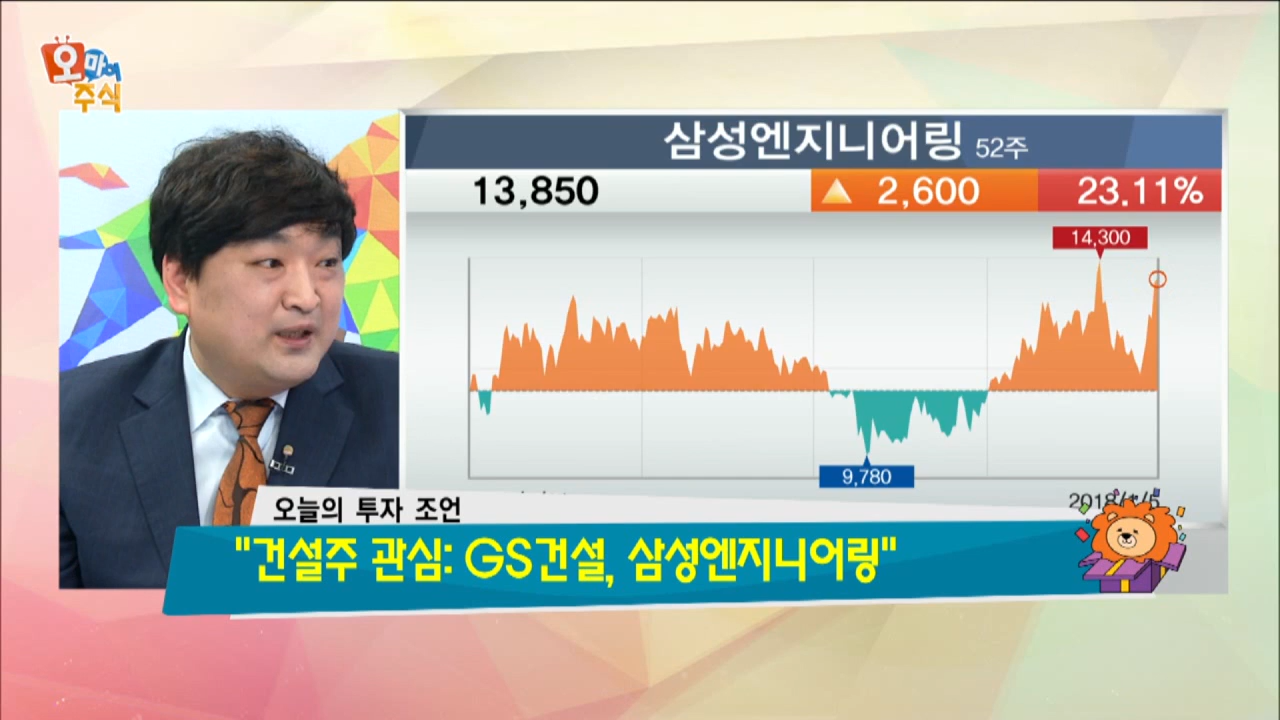 오마이
주식
삼성엔지니어링 52주
13,850 ▲ 2,600 23.11%
14,300
9,780
오늘의 투자 조언
"건설주 관심: GS건설, 삼성엔지니어링"